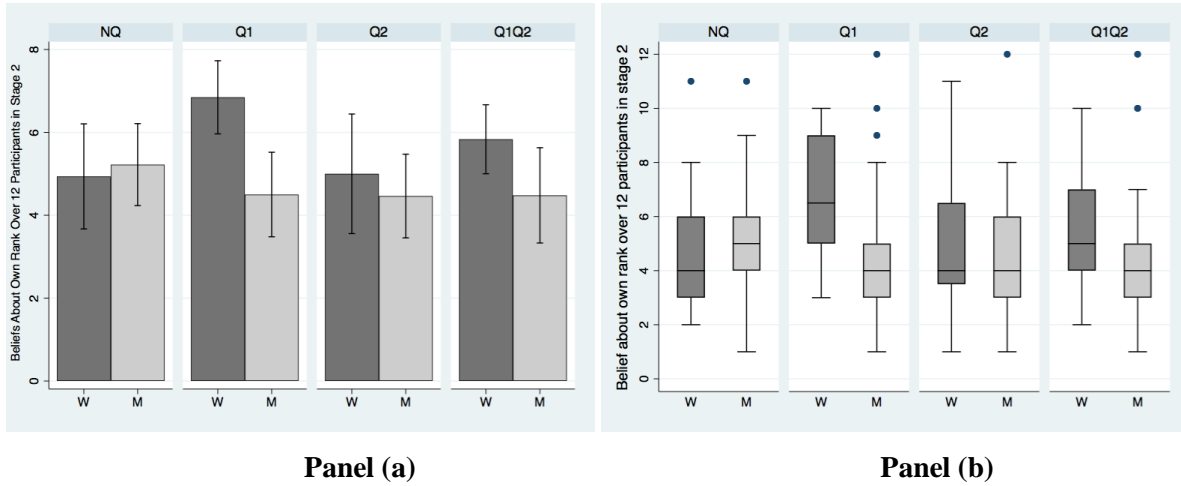 NQ Q1 Q2 Q1Q2
Beliefs About Own Rank Over 12 Participants in Stage 2
8
6
4
2
0
W M W M W M W M
Panel (a)
NQ Q1 Q2 Q1Q2
Belief about own rank over 12 participants in stage 2
12
10
8
6
4
2
0
W M W M W M W M
Panel (b)